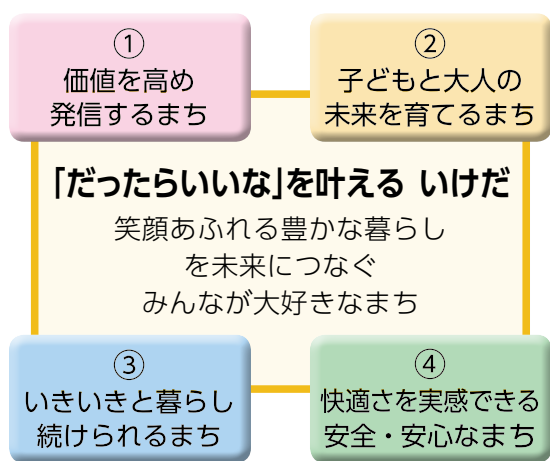 ①
価値を高め
発信するまち
②
子どもと大人の
未来を育てるまち
「だったらいいな」を叶える いけだ
笑顔あふれる豊かな暮らし
を未来につなぐ
みんなが大好きなまち
③
いきいきと暮らし
続けられるまち
④
快適さを実感できる
安全・安心なまち